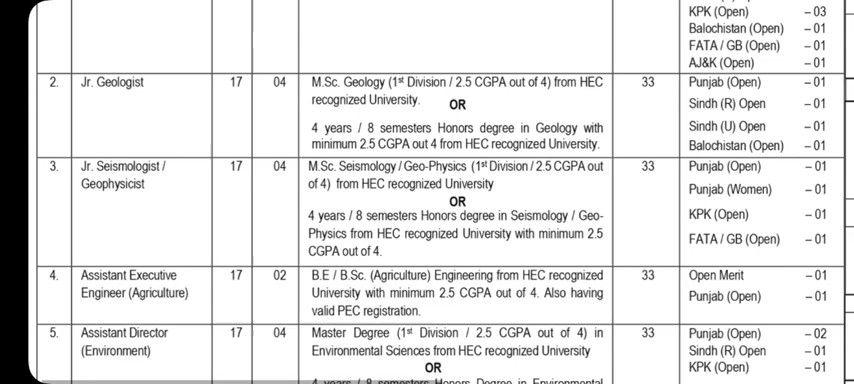 KPK (Open) – 03
Balochistan (Open) – 01
FATA / GB (Open) – 01
AJ&K (Open) – 01
2. Jr. Geologist 17 04 M.Sc. Geology (1st Division / 2.5 CGPA out of 4) from HEC 33 Punjab (Open) – 01
recognized University. OR Sindh (R) Open – 01
4 years / 8 semesters Honors degree in Geology with Sindh (U) Open – 01
minimum 2.5 CGPA out 4 from HEC recognized University. Balochistan (Open) – 01
3. Jr. Seismologist / 17 04 M.Sc. Seismology / Geo-Physics (1st Division / 2.5 CGPA out 33 Punjab (Open) – 01
Geophysicist of 4) from HEC recognized University Punjab (Women) – 01
OR
4 years / 8 semesters Honors degree in Seismology / Geo- KPK (Open) – 01
Physics from HEC recognized University with minimum 2.5 FATA / GB (Open) – 01
CGPA out of 4.
4. Assistant Executive 17 02 B.E / B.Sc. (Agriculture) Engineering from HEC recognized 33 Open Merit – 01
Engineer (Agriculture) University with minimum 2.5 CGPA out of 4. Also having Punjab (Open) – 01
valid PEC registration.
5. Assistant Director 17 04 Master Degree (1st Division / 2.5 CGPA out of 4) in 33 Punjab (Open) – 02
(Environment) Environmental Sciences from HEC recognized University Sindh (R) Open – 01
OR KPK (Open) – 01
4 years / 8 semesters Honors Degree in Environmental